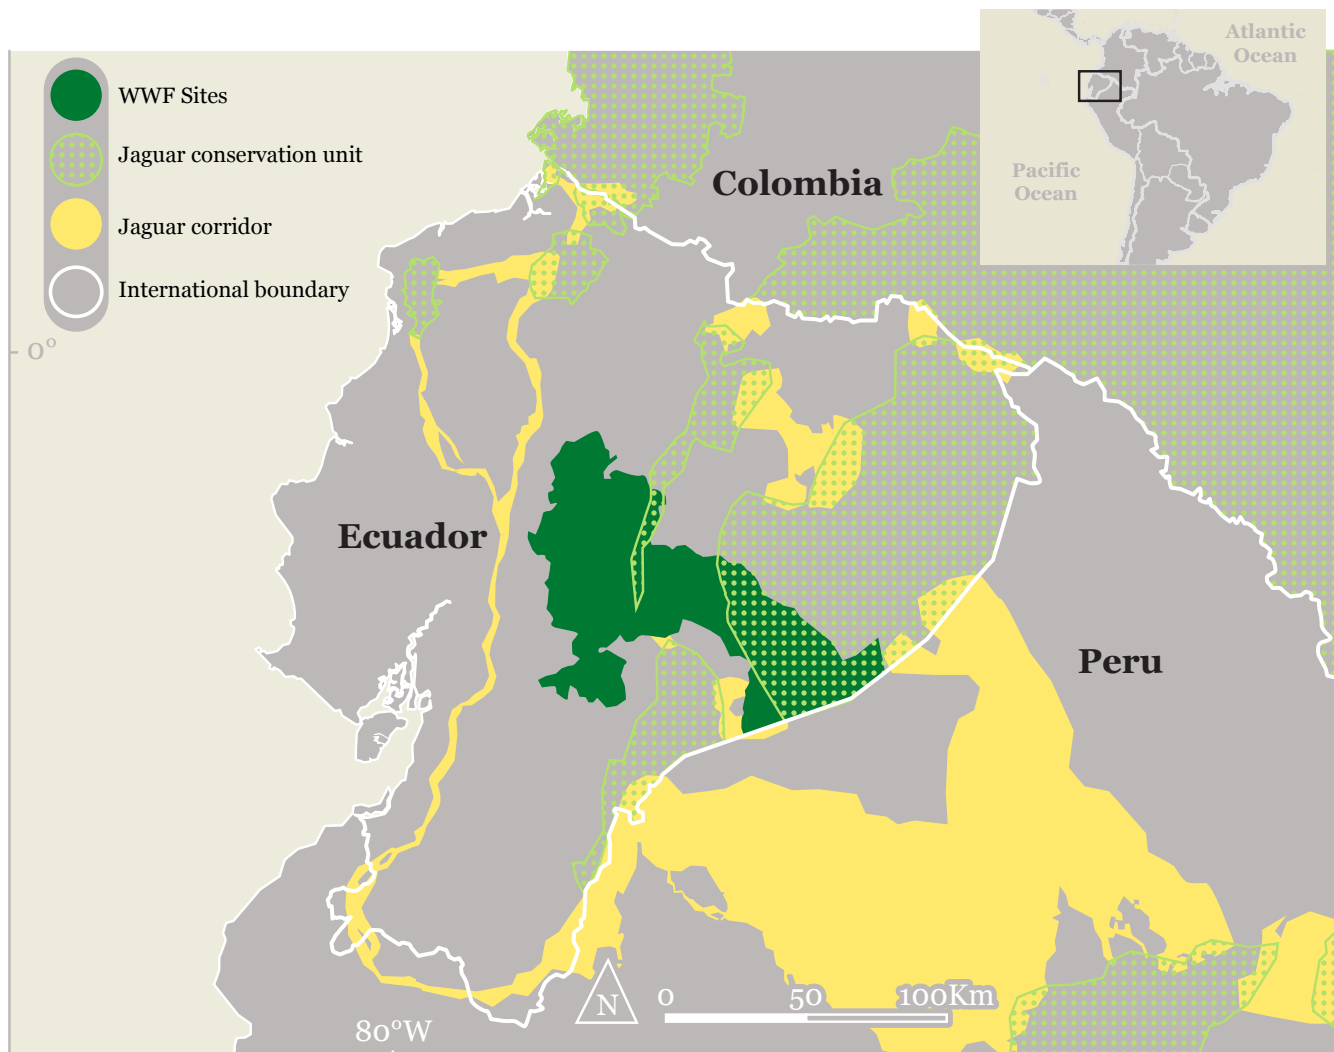 WWF Sites
Jaguar conservation unit
Jaguar corridor
International boundary
Atlantic
Ocean
Pacific
Ocean
Colombia
0°
Ecuador
Peru
N
0 50 100Km
80°W